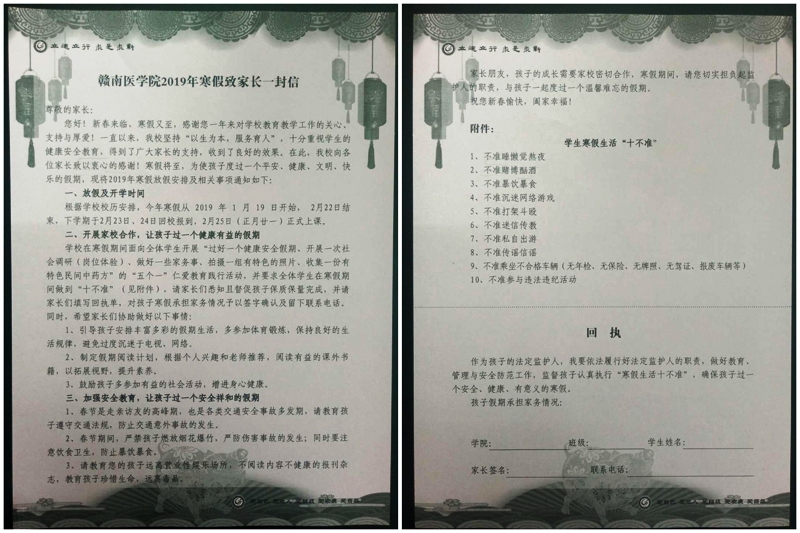 立德立行 求是求新
赣南医学院2019年寒假致家长一封信
尊敬的家长:
您好!新春来临,寒假又至,感谢您一年来对学校教育教学工作的关心、
支持与厚爱!一直以来,我校坚持“以生为本,服务育人”,十分重视学生的
健康安全教育,得到了广大家长的支持,收到了良好的效果。在此,我校向各
位家长致以衷心的感谢!寒假将至,为使孩子度过一个平安、健康、文明、快
乐的假期,现将2019年寒假放假安排及相关事项通知如下:
一、放假及开学时间
根据学校校历安排,今年寒假从 2019 年 1 月 19 日开始, 2月22日结
束,下学期于2月23日、24日回校报到,2月25日(正月廿一)正式上课。
二、开展家校合作,让孩子过一个健康有益的假期
学校在寒假期间面向全体学生开展“过好一个健康安全假期、开展一次社
会调研(岗位体验)、做好一些家务事、拍摄一组有特色的照片、收集一份有
特色民间中药方”的“五个一”仁爱教育践行活动,并要求全体学生在寒假期
间做到“十不准”(见附件),请家长们悉知且督促孩子保质保量完成,并请
家长们填写回执单,对孩子寒假承担家务情况予以签字确认及留下联系电话。
同时,希望家长们协助做好以下事情:
1、引导孩子安排丰富多彩的假期生活,多参加体育锻炼,保持良好的生
活规律,避免过度沉迷于电视、网络。
2、制定假期阅读计划,根据个人兴趣和老师推荐,阅读有益的课外书
籍,以拓展视野,提升素养。
3、鼓励孩子多参加有益的社会活动,增进身心健康。
三、加强安全教育,让孩子过一个安全祥和的假期
1、春节是走亲访友的高峰期,也是各类交通安全事故多发期,请教育孩
子遵守交通法规,防止交通意外事故的发生。
2、春节期间,严禁孩子燃放烟花爆竹,严防伤害事故的发生;同时要注
意饮食卫生,防止暴饮暴食。
3、请教育您的孩子远离营业性娱乐场所,不阅读内容不健康的报刊杂
志,教育孩子珍惜生命,远离毒品。
立德立行 求是求新
家长朋友,孩子的成长需要家校密切合作。寒假期间,请您切实担负起监
护人的职责,与孩子一起度过一个温馨难忘的假期。
祝您新春愉快,阖家幸福!
附件:
学生寒假生活“十不准”
1、不准睡懒觉熬夜
2、不准赌博酗酒
3、不准暴饮暴食
4、不准沉迷网络游戏
5、不准打架斗殴
6、不准迷信传教
7、不准私自出游
8、不准传谣信谣
9、不准乘坐不合格车辆(无年检、无保险、无牌照、无驾证、报废车辆等)
10、不准参与违法违纪活动
回 执
作为孩子的法定监护人,我要依法履行好法定监护人的职责,做好教育、
管理与安全防范工作,监督孩子认真执行“寒假生活十不准”,确保孩子过一
个安全、健康、有意义的寒假。
孩子假期承担家务情况:
学院: 班级: 学生姓名:
家长签名: 联系电话: